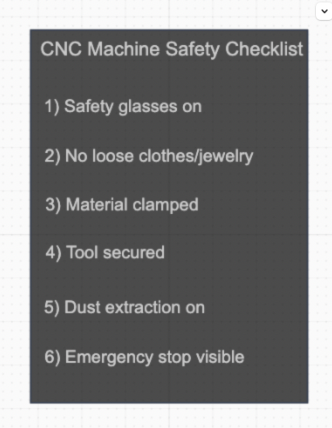 CNC Machine Safety Checklist
1) Safety glasses on
2) No loose clothes/jewelry
3) Material clamped
4) Tool secured
5) Dust extraction on
6) Emergency stop visible